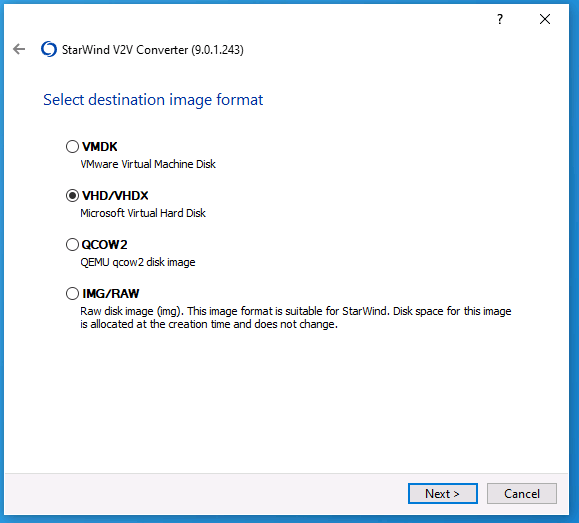 ?
StarWind V2V Converter (9.0.1.243)
Select destination image format
VMDK
VMware Virtual Machine Disk
VHD/VHDX
Microsoft Virtual Hard Disk
QCOW2
QEMU qcow2 disk image
IMG/RAW
Raw disk image (img). This image format is suitable for StarWind. Disk space for this image
is allocated at the creation time and does not change.
Next >
Cancel